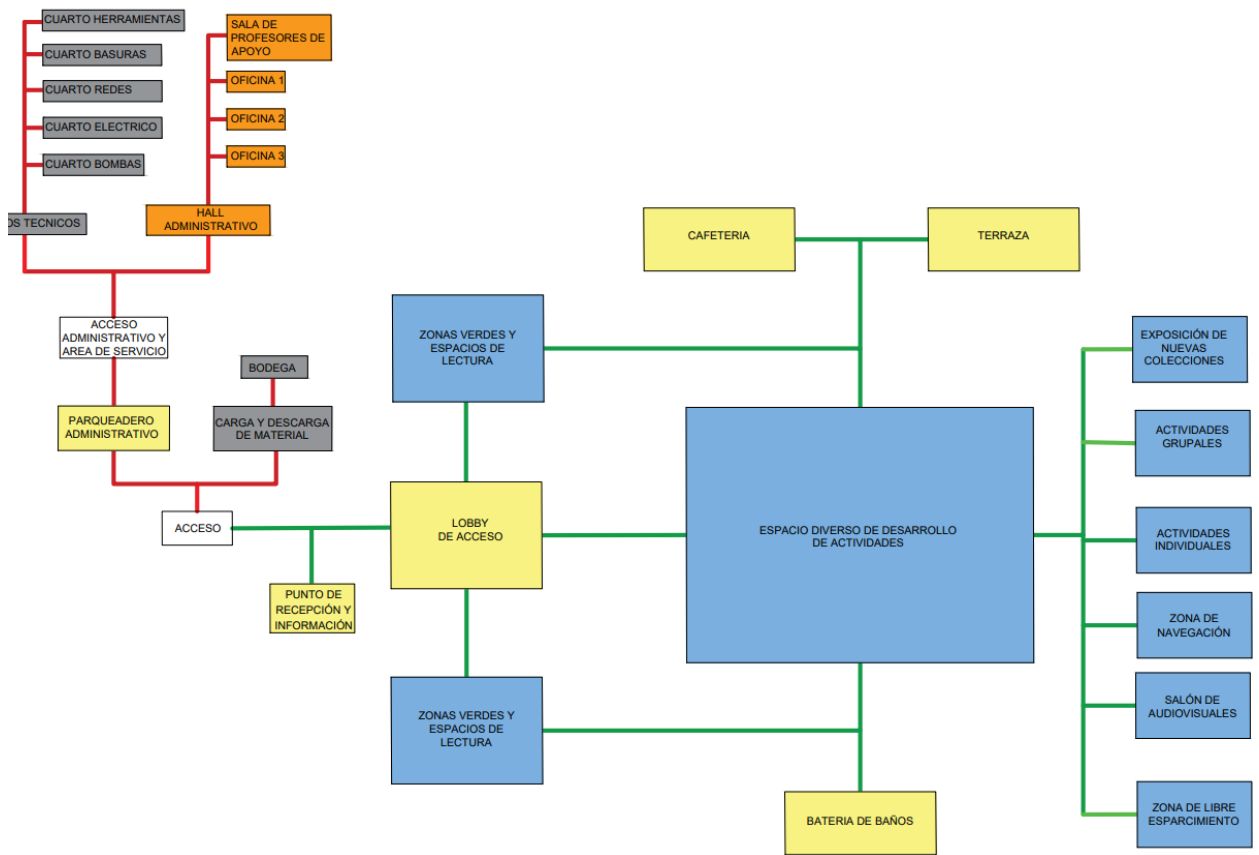 CUARTO HERRAMIENTAS
CUARTO BASURAS
CUARTO REDES
CUARTO ELECTRICO
CUARTO BOMBAS
OS TECNICOS
SALA DE
PROFESORES DE
APOYO
OFICINA 1
OFICINA 2
OFICINA 3
HALL
ADMINISTRATIVO
ACCESO
ADMINISTRATIVO Y
AREA DE SERVICIO
PARQUEADERO
ADMINISTRATIVO
BODEGA
CARGA Y DESCARGA
DE MATERIAL
ACCESO
PUNTO DE
RECEPCIÓN Y
INFORMACIÓN
ZONAS VERDES Y
ESPACIOS DE
LECTURA
LOBBY
DE ACCESO
ZONAS VERDES Y
ESPACIOS DE
LECTURA
CAFETERIA
TERRAZA
ESPACIO DIVERSO DE DESARROLLO
DE ACTIVIDADES
BATERIA DE BAÑOS
EXPOSICIÓN DE
NUEVAS
COLECCIONES
ACTIVIDADES
GRUPALES
ACTIVIDADES
INDIVIDUALES
ZONA DE
NAVEGACIÓN
SALÓN DE
AUDIOVISUALES
ZONA DE LIBRE
ESPARCIMIENTO